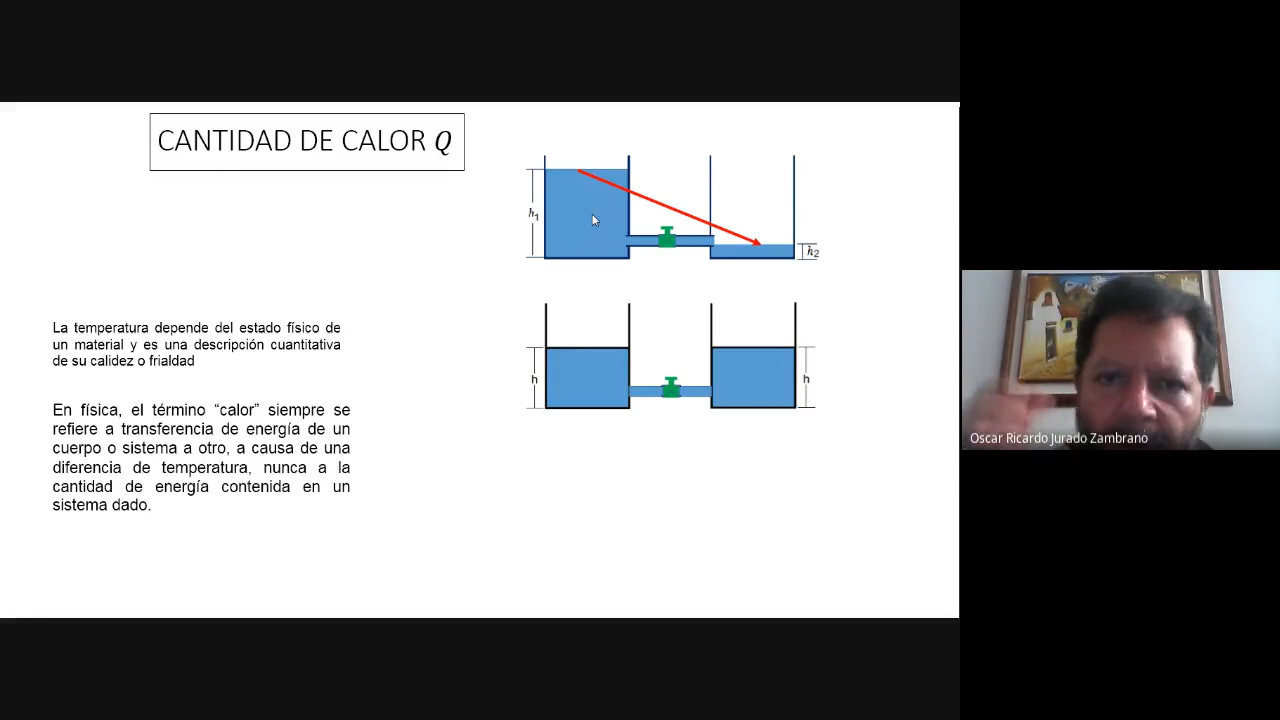 CANTIDAD DE CALOR Q
h₁
h₂
La temperatura depende del estado físico de
un material y es una descripción cuantitativa
de su calidez o frialdad
h
h
En física, el término “calor” siempre se
refiere a transferencia de energía de un
cuerpo o sistema a otro, a causa de una
diferencia de temperatura, nunca a la
cantidad de energía contenida en un
sistema dado.
Oscar Ricardo Jurado Zambrano